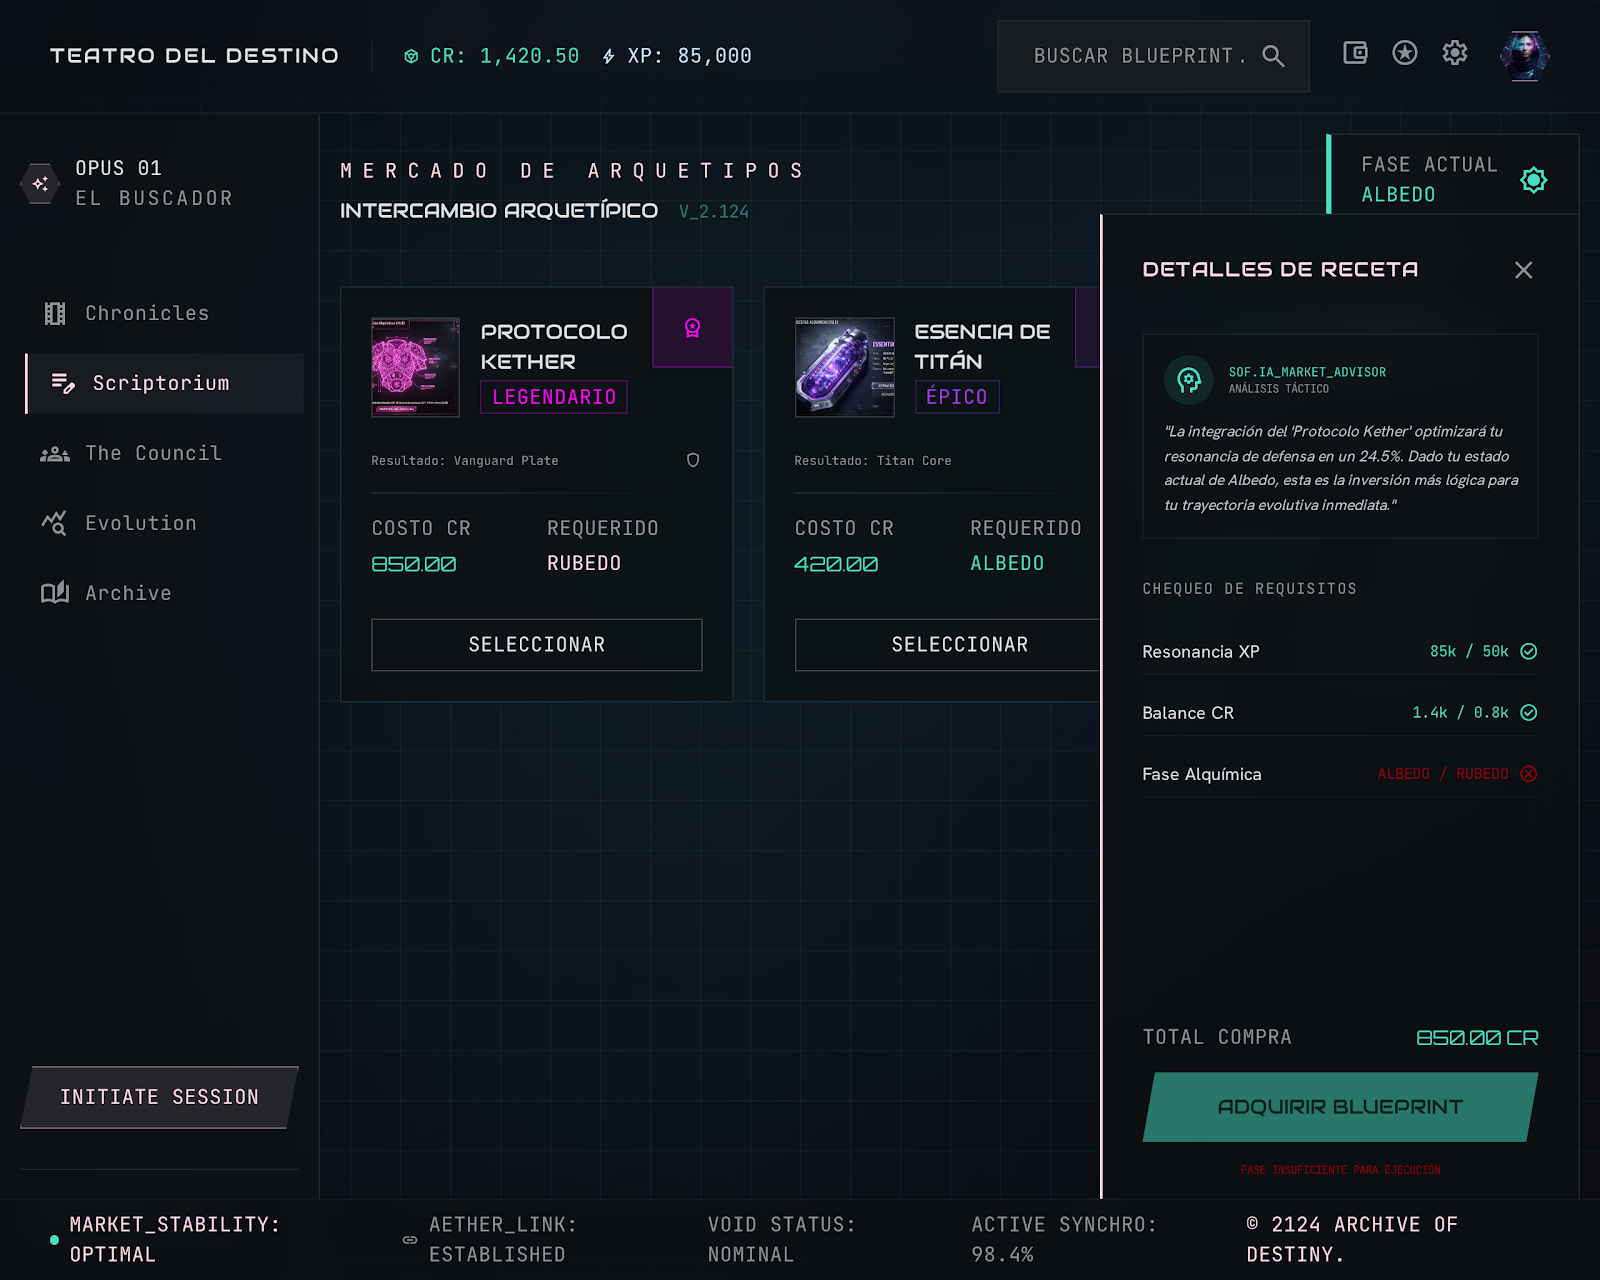 TEATRO DEL DESTINO
CR: 1,420.50
XP: 85,000
BUSCAR BLUEPRINT.
OPUS 01
EL BUSCADOR
Chronicles
Scriptorium
The Council
Evolution
Archive
INITIATE SESSION
MERCADO DE ARQUETIPOS
INTERCAMBIO ARQUETÍPICO V_2.124
FASE ACTUAL
ALBEDO
PROTOCOLO
KETHER
LEGENDARIO
Resultado: Vanguard Plate
COSTO CR
850.00
REQUERIDO
RUBEDO
SELECCIONAR
ESENCIA DE
TITÁN
ÉPICO
Resultado: Titan Core
COSTO CR
420.00
REQUERIDO
ALBEDO
SELECCIONAR
DETALLES DE RECETA
SOF.IA_MARKET_ADVISOR
ANÁLISIS TÁCTICO
"La integración del 'Protocolo Kether' optimizará tu
resonancia de defensa en un 24.5%. Dado tu estado
actual de Albedo, esta es la inversión más lógica para
tu trayectoria evolutiva inmediata."
CHEQUEO DE REQUISITOS
Resonancia XP 85k / 50k
Balance CR 1.4k / 0.8k
Fase Alquímica ALBEDO / RUBEDO
TOTAL COMPRA 850.00 CR
ADQUIRIR BLUEPRINT
FASE INSUFICIENTE PARA EJECUCIÓN
MARKET_STABILITY:
OPTIMAL
AETHER_LINK:
ESTABLISHED
VOID STATUS:
NOMINAL
ACTIVE SYNCHRO:
98.4%
© 2124 ARCHIVE OF
DESTINY.